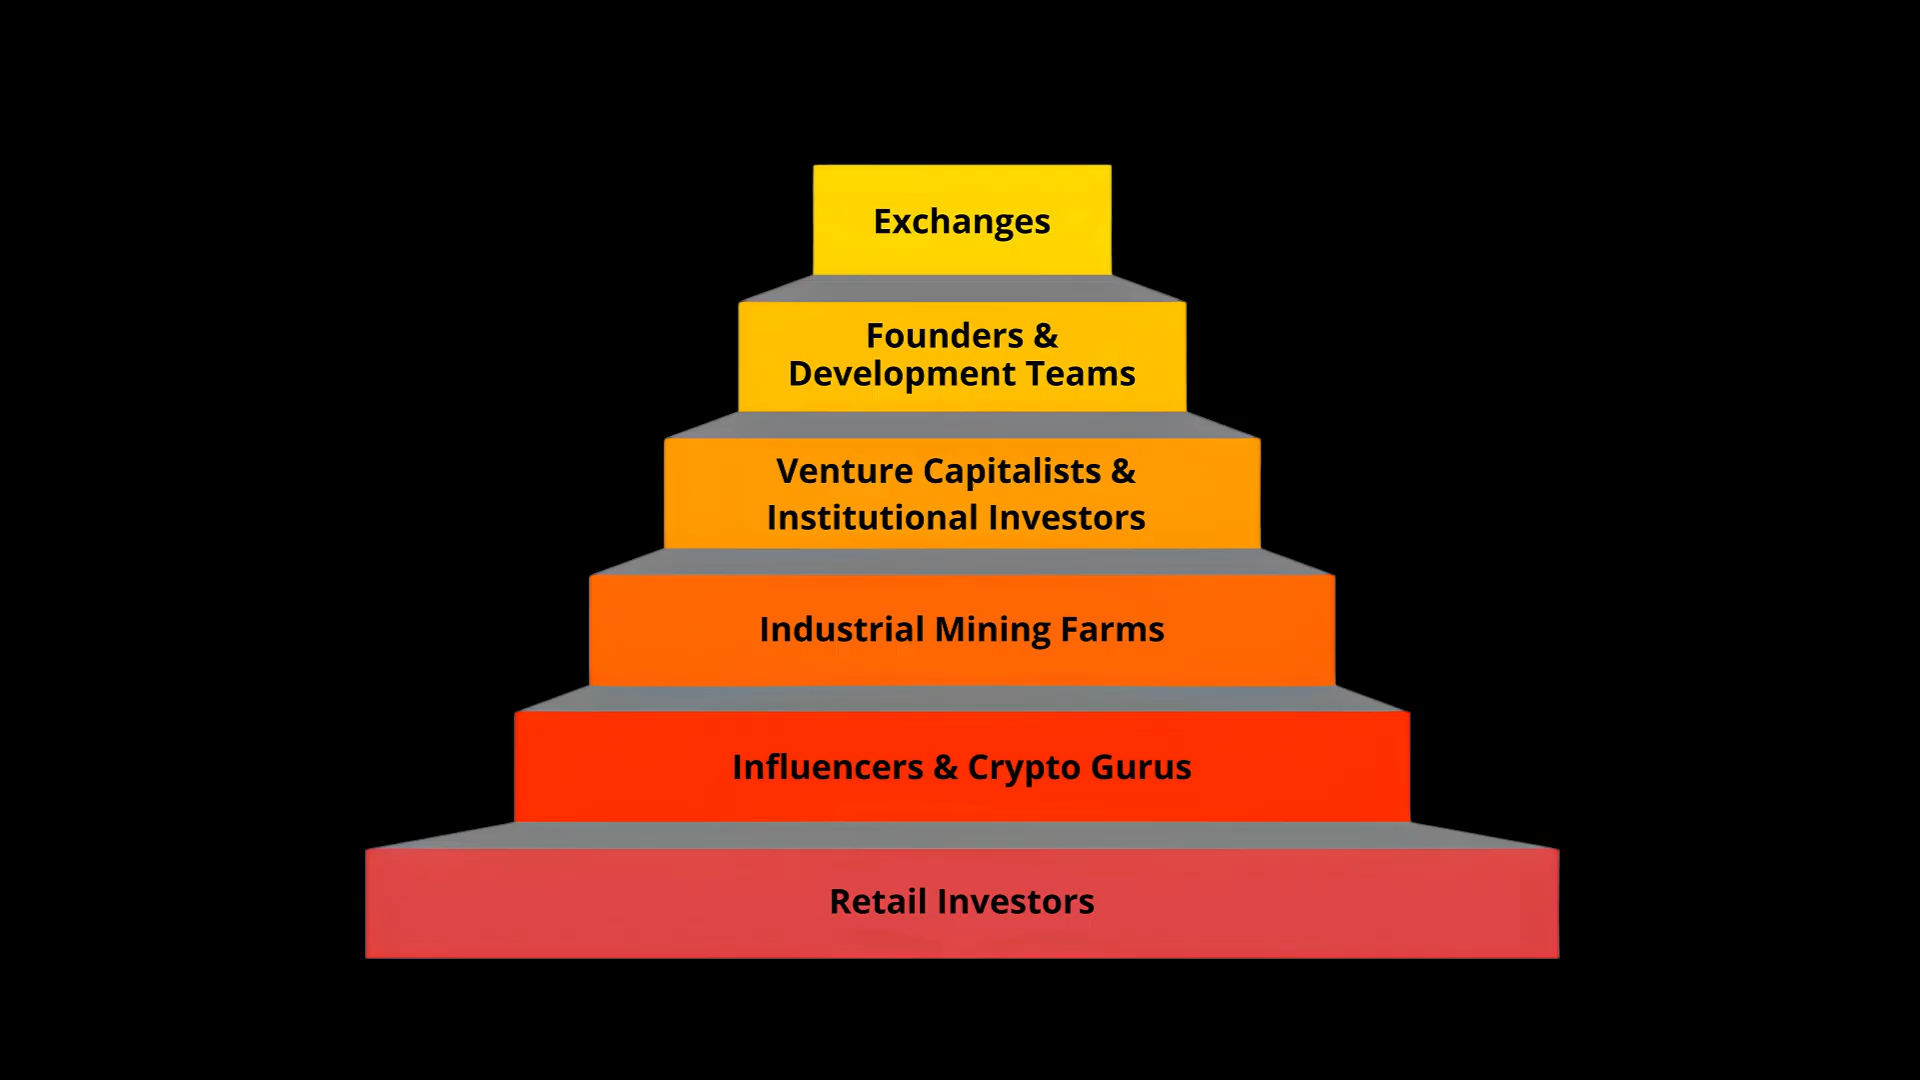 Exchanges
Founders &
Development Teams
Venture Capitalists &
Institutional Investors
Industrial Mining Farms
Influencers & Crypto Gurus
Retail Investors